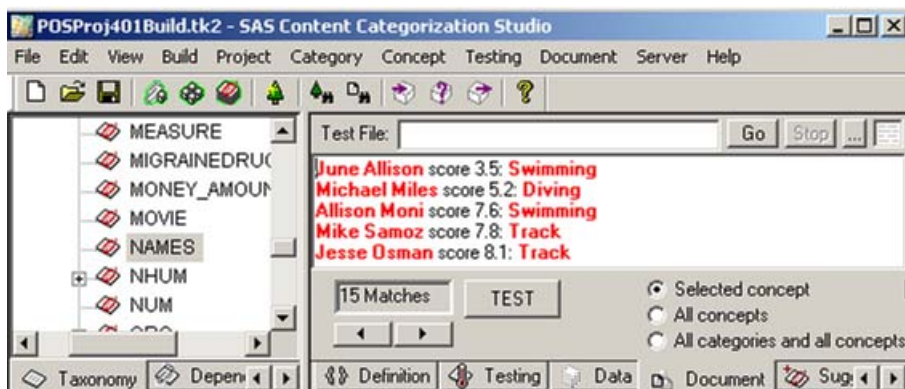 POSProj401Build.tk2 - SAS Content Categorization Studio
File Edit View Build Project Category Concept Testing Document Server Help
MEASURE
MIGRAINEDRUG
MONEY_AMOUN
MOVIE
NAMES
NHUM
NUM
Test File: Go Stop ...
June Allison score 3.5: Swimming
Michael Miles score 5.2: Diving
Allison Moni score 7.6: Swimming
Mike Samoz score 7.8: Track
Jesse Osman score 8.1: Track
15 Matches TEST
Selected concept
All concepts
All categories and all concepts
Taxonomy Depen
Definition Testing Data Document Sug